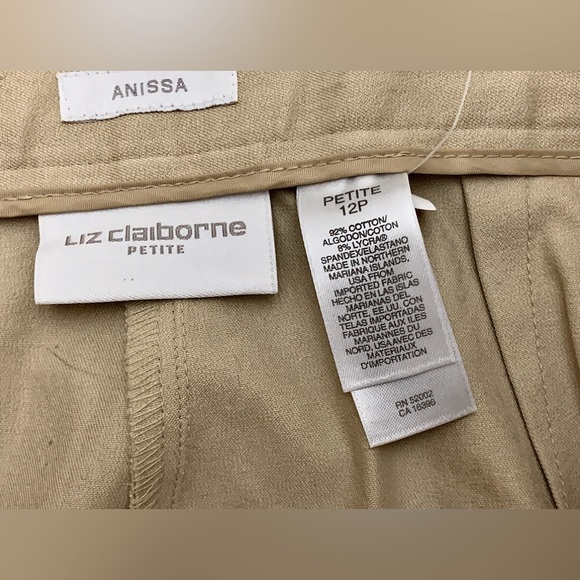 ANISSA
LIZ claiborne
PETITE
PETITE
12P
92% COTTON/
ALGODON/COTON
8% LYCRA®
SPANDEX/ELASTANO
MADE IN NORTHERN
MARIANA ISLANDS,
USA FROM
IMPORTED FABRIC
HECHO EN LAS ISLAS
MARIANAS DEL
NORTE, EE.UU, CON
TELAS IMPORTADAS
FABRIQUE AUX ILES
MARIANNES DU
NORD, USA AVEC DES
MATERIAUX
D'IMPORTATION
RN 52002
CA 16396